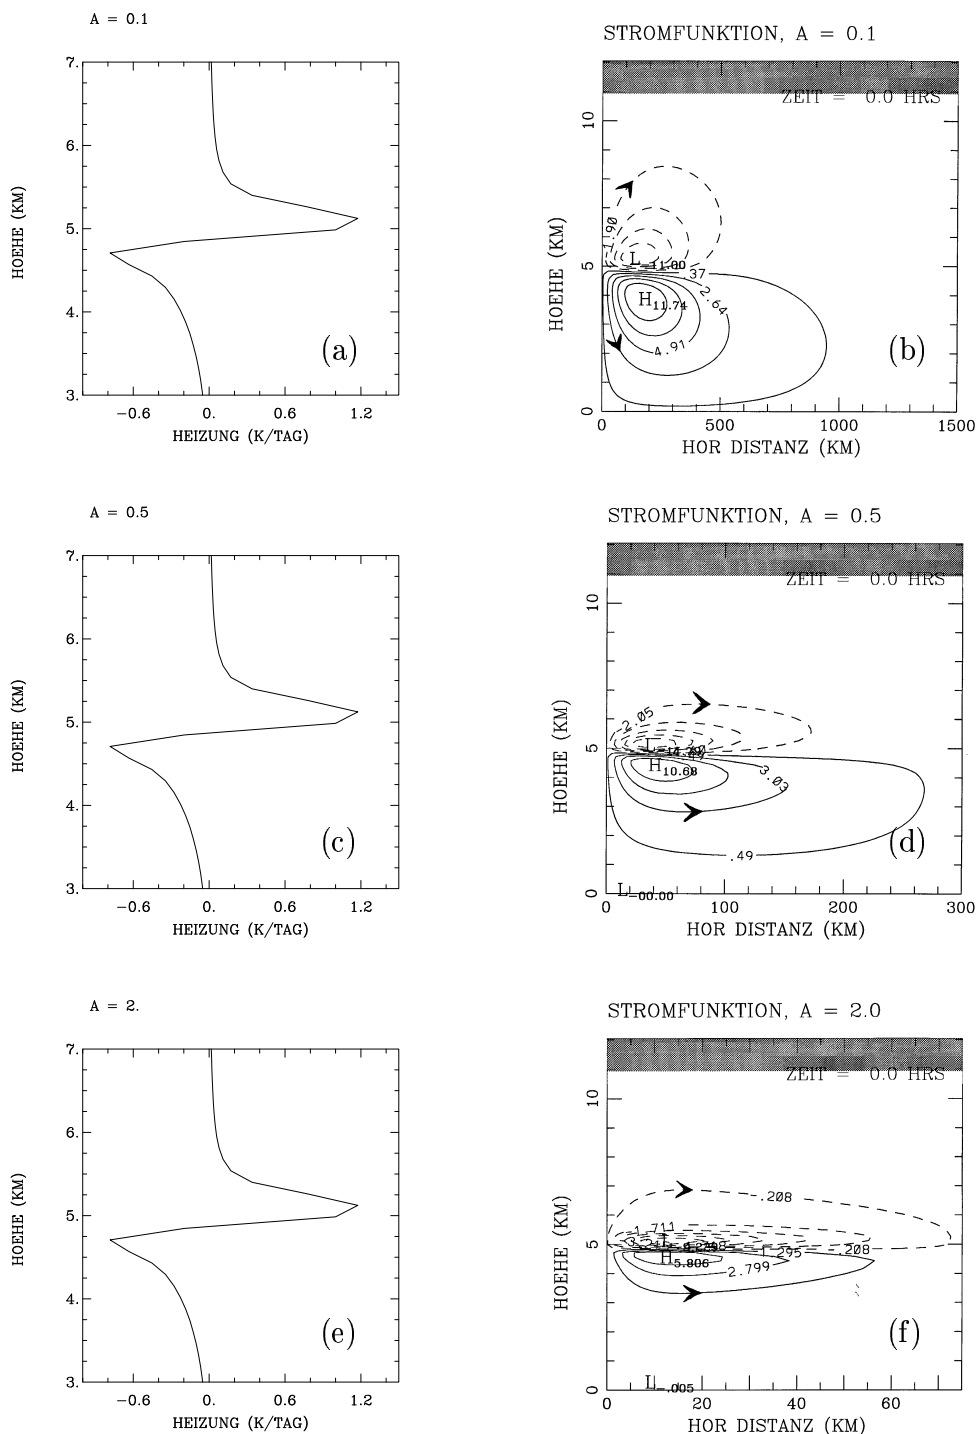 A = 0.1
STROMFUNKTION, A = 0.1
7.
6.
5.
4.
3.
HOEHE (KM)
(a)
−0.6 0. 0.6 1.2
HEIZUNG (K/TAG)
ZEIT = 0.0 HRS
10
5
0
HOEHE (KM)
1.90
L −11.00
.37
H 11.74
2.64
4.91
(b)
0 500 1000 1500
HOR DISTANZ (KM)
A = 0.5
STROMFUNKTION, A = 0.5
7.
6.
5.
4.
3.
HOEHE (KM)
(c)
−0.6 0. 0.6 1.2
HEIZUNG (K/TAG)
ZEIT = 0.0 HRS
10
5
0
HOEHE (KM)
-2.05
L
H 10.68
3.03
.49
(d)
L −00.00
0 100 200 300
HOR DISTANZ (KM)
A = 2.
STROMFUNKTION, A = 2.0
7.
6.
5.
4.
3.
HOEHE (KM)
(e)
−0.6 0. 0.6 1.2
HEIZUNG (K/TAG)
ZEIT = 0.0 HRS
10
5
0
HOEHE (KM)
-.208
-1.711
L
.295
-.208
H 5.806
2.799
(f)
L −.005
0 20 40 60
HOR DISTANZ (KM)